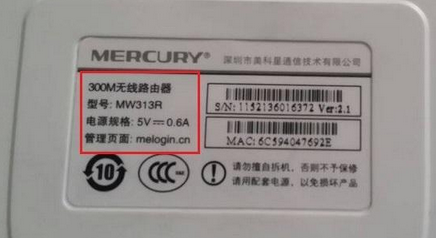 MERCURY® 深圳市美科星通信技术有限公司
300M无线路由器
型号: MW313R
电源规格: 5V⎓0.6A
管理页面: melogin.cn
S/N: 1152136016372 Ver:2.1
MAC: 6C594047692E
10
CCC
请勿擅自拆机，否则不予保修
请用配套电源，以免损坏产品